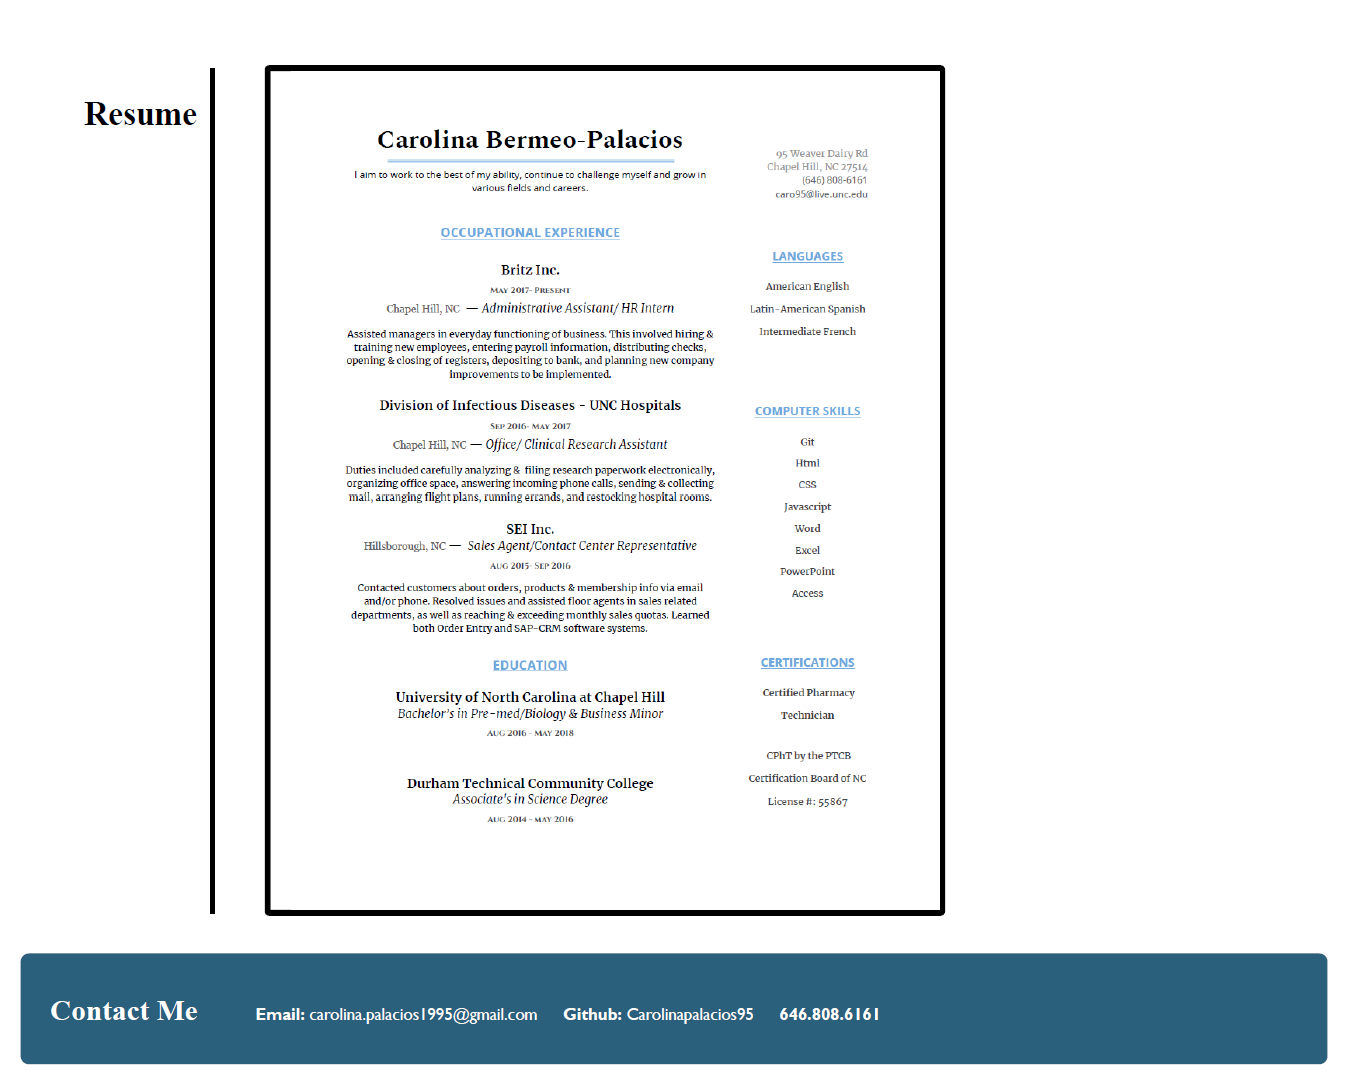 Resume
Carolina Bermeo-Palacios
I aim to work to the best of my ability, continue to challenge myself and grow in
various fields and careers.
95 Weaver Dairy Rd
Chapel Hill, NC 27514
(646) 808-6161
caro95@live.unc.edu
OCCUPATIONAL EXPERIENCE
Britz Inc.
MAY 2017- PRESENT
Chapel Hill, NC — Administrative Assistant/ HR Intern
Assisted managers in everyday functioning of business. This involved hiring &
training new employees, entering payroll information, distributing checks,
opening & closing of registers, depositing to bank, and planning new company
improvements to be implemented.
Division of Infectious Diseases - UNC Hospitals
SEP 2016- MAY 2017
Chapel Hill, NC — Office/ Clinical Research Assistant
Duties included carefully analyzing & filing research paperwork electronically,
organizing office space, answering incoming phone calls, sending & collecting
mail, arranging flight plans, running errands, and restocking hospital rooms.
SEI Inc.
Hillsborough, NC — Sales Agent/Contact Center Representative
AUG 2015- SEP 2016
Contacted customers about orders, products & membership info via email
and/or phone. Resolved issues and assisted floor agents in sales related
departments, as well as reaching & exceeding monthly sales quotas. Learned
both Order Entry and SAP-CRM software systems.
EDUCATION
University of North Carolina at Chapel Hill
Bachelor's in Pre-med/Biology & Business Minor
AUG 2016 - MAY 2018
Durham Technical Community College
Associate's in Science Degree
AUG 2014 - MAY 2016
LANGUAGES
American English
Latin-American Spanish
Intermediate French
COMPUTER SKILLS
Git
Html
CSS
Javascript
Word
Excel
PowerPoint
Access
CERTIFICATIONS
Certified Pharmacy
Technician
CPhT by the PTCB
Certification Board of NC
License #: 55867
Contact Me
Email: carolina.palacios1995@gmail.com Github: Carolinapalacios95 646.808.6161